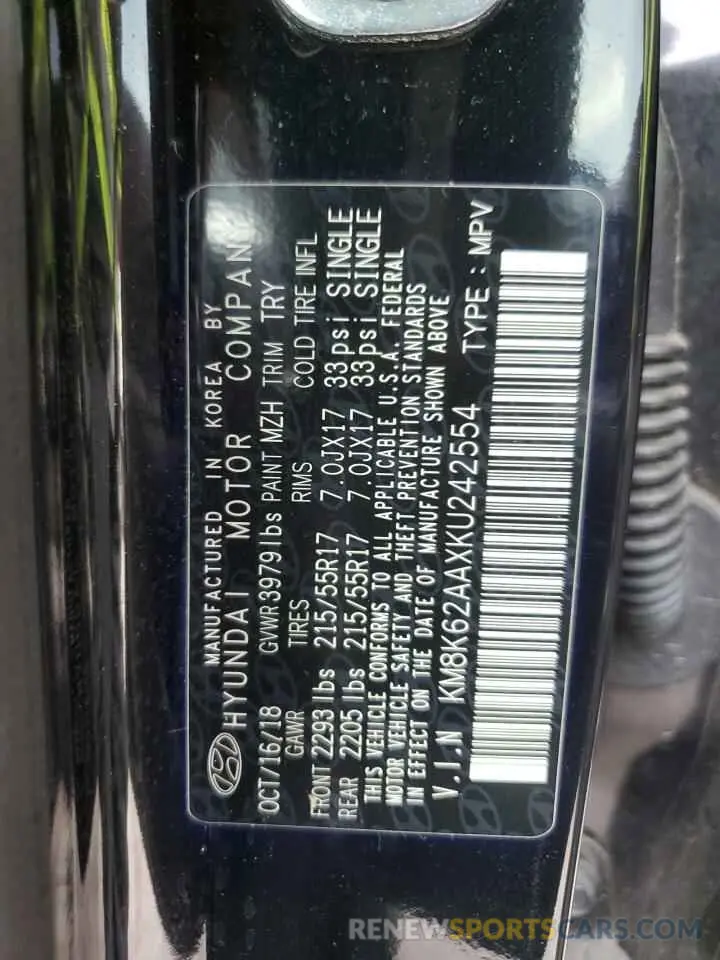 MANUFACTURED IN KOREA BY
HYUNDAI MOTOR COMPANY
OCT/16/18 GVWR 3979 lbs PAINT MZH TRIM TRY
GAWR TIRES RIMS COLD TIRE INFL
FRONT 2293 lbs 215/55R17 7.0JX17 33psi SINGLE
REAR 2205 lbs 215/55R17 7.0JX17 33psi SINGLE
THIS VEHICLE CONFORMS TO ALL APPLICABLE U.S.A. FEDERAL
MOTOR VEHICLE SAFETY AND THEFT PREVENTION STANDARDS
IN EFFECT ON THE DATE OF MANUFACTURE SHOWN ABOVE
V.I.N KM8K62AAXKU242554 TYPE : MPV
RENEWSPORTSCARS.COM